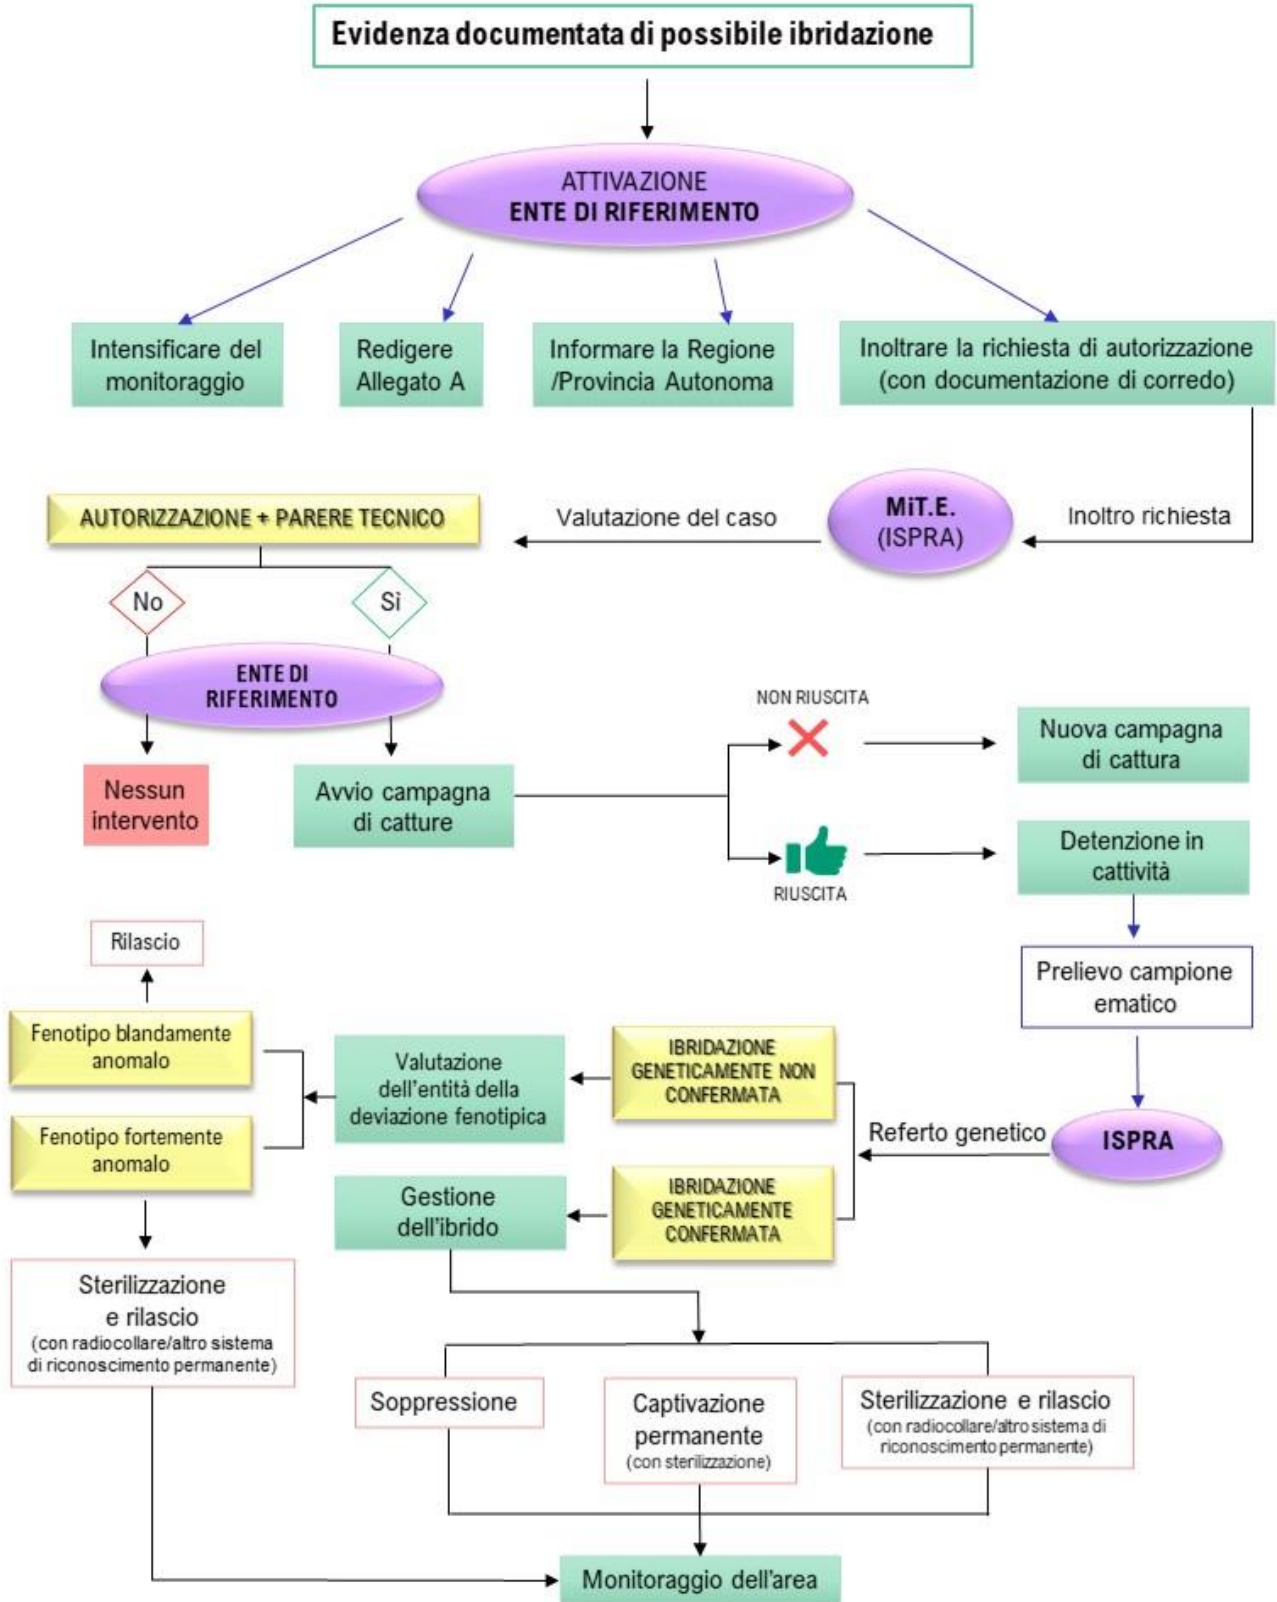 Evidenza documentata di possibile ibridazione
ATTIVAZIONE
ENTE DI RIFERIMENTO
Intensificare del
monitoraggio
Redigere
Allegato A
Informare la Regione
/Provincia Autonoma
Inoltrare la richiesta di autorizzazione
(con documentazione di corredo)
AUTORIZZAZIONE + PARERE TECNICO
Valutazione del caso
MiT.E.
(ISPRA)
Inoltro richiesta
No
Sì
ENTE DI
RIFERIMENTO
Nessun
intervento
Avvio campagna
di catture
NON RIUSCITA
Nuova campagna
di cattura
RIUSCITA
Detenzione in
cattività
Prelievo campione
ematico
ISPRA
Referto genetico
IBRIDAZIONE
GENETICAMENTE NON
CONFERMATA
IBRIDAZIONE
GENETICAMENTE
CONFERMATA
Valutazione
dell'entità della
deviazione fenotipica
Gestione
dell'ibrido
Rilascio
Fenotipo blandamente
anomalo
Fenotipo fortemente
anomalo
Sterilizzazione
e rilascio
(con radiocollare/altro sistema
di riconoscimento permanente)
Soppressione
Captivazione
permanente
(con sterilizzazione)
Sterilizzazione e rilascio
(con radiocollare/altro sistema di
riconoscimento permanente)
Monitoraggio dell'area